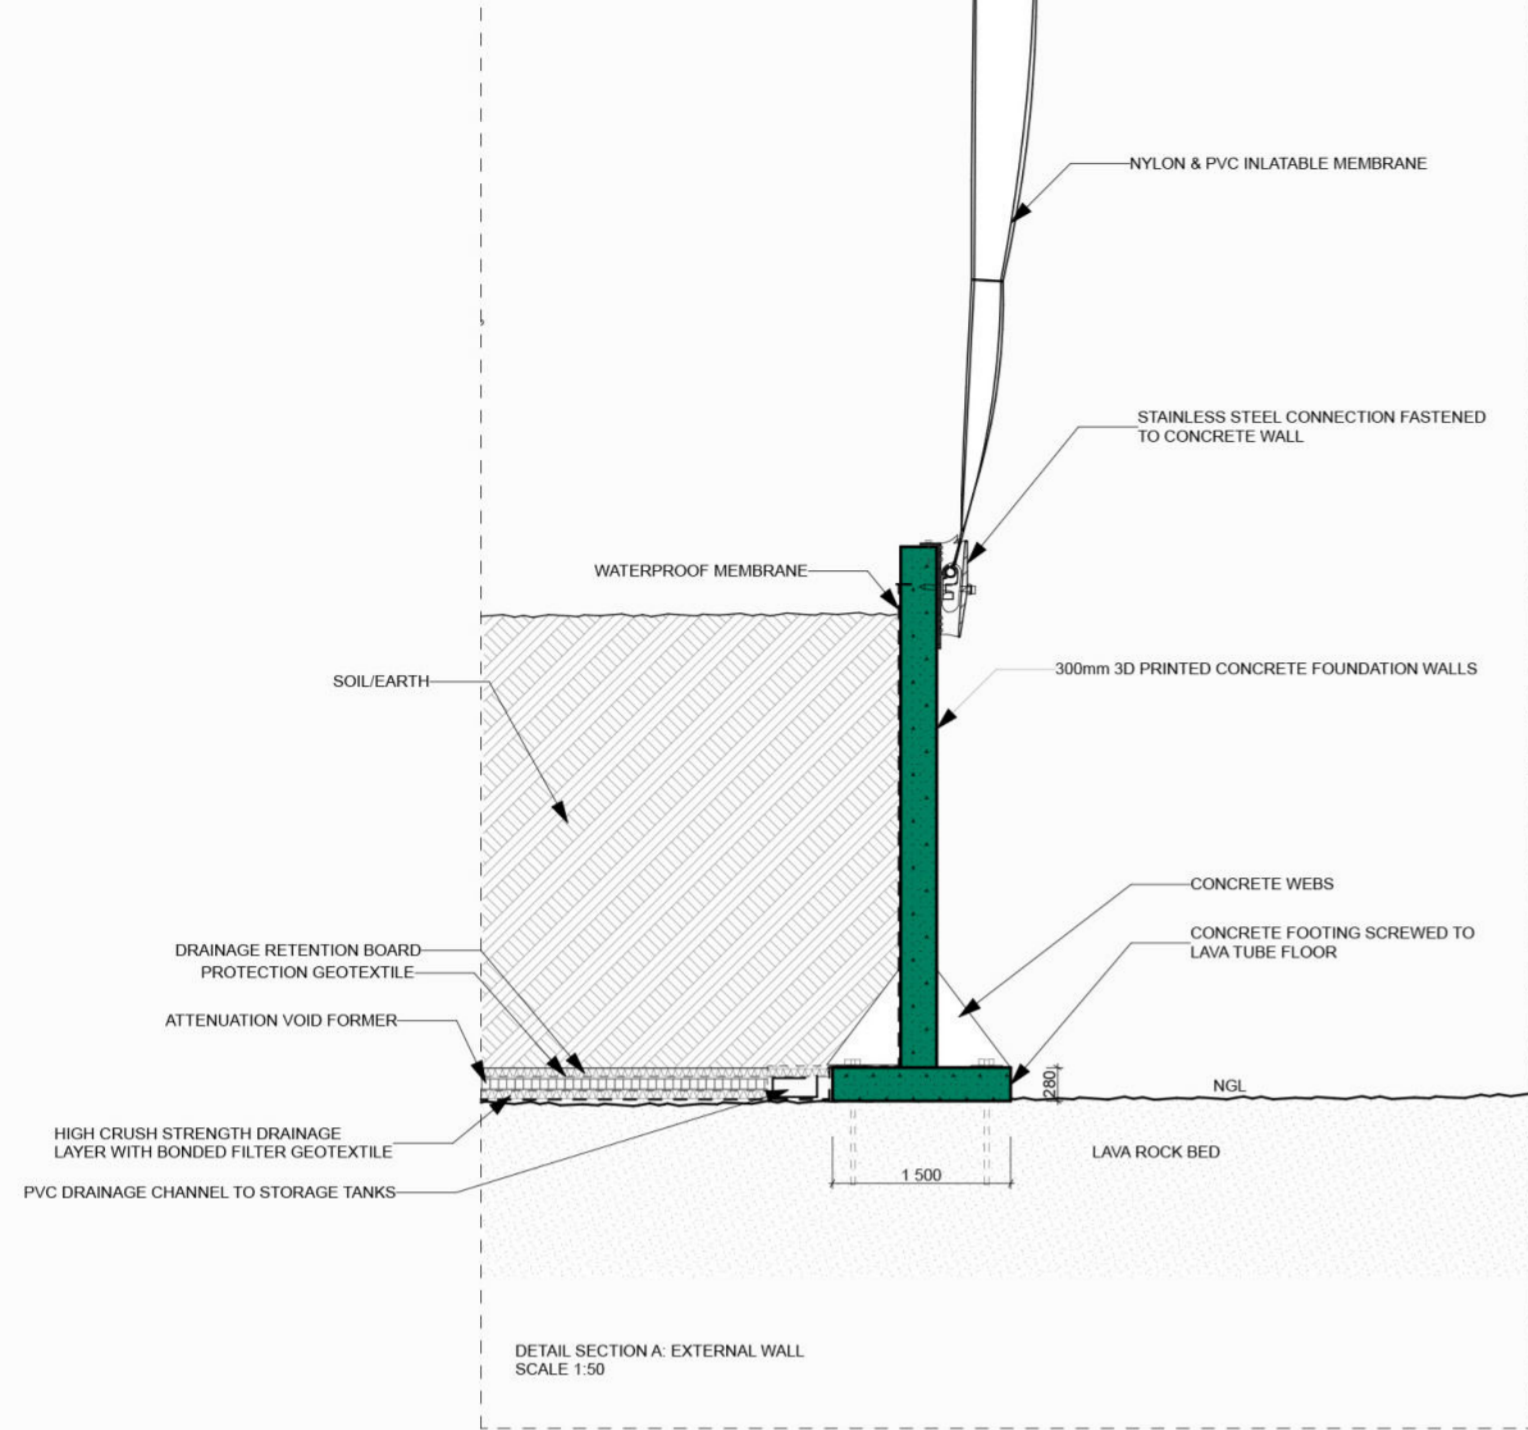 NYLON & PVC INLATABLE MEMBRANE
STAINLESS STEEL CONNECTION FASTENED
TO CONCRETE WALL
WATERPROOF MEMBRANE
300mm 3D PRINTED CONCRETE FOUNDATION WALLS
SOIL/EARTH
CONCRETE WEBS
CONCRETE FOOTING SCREWED TO
LAVA TUBE FLOOR
DRAINAGE RETENTION BOARD
PROTECTION GEOTEXTILE
ATTENUATION VOID FORMER
280
NGL
HIGH CRUSH STRENGTH DRAINAGE
LAYER WITH BONDED FILTER GEOTEXTILE
LAVA ROCK BED
1 500
PVC DRAINAGE CHANNEL TO STORAGE TANKS
DETAIL SECTION A: EXTERNAL WALL
SCALE 1:50